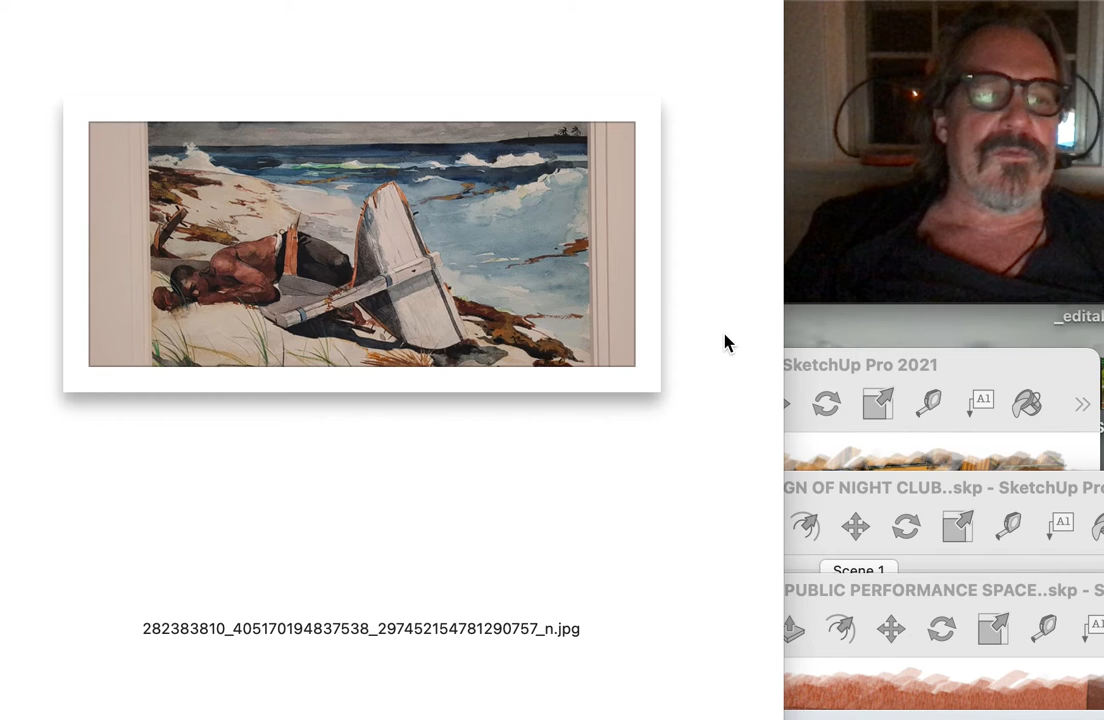 _edital
SketchUp Pro 2021
A1
GN OF NIGHT CLUB..skp - SketchUp Pro
A1
Scene 1
PUBLIC PERFORMANCE SPACE..skp - S
A1
282383810_405170194837538_297452154781290757_n.jpg